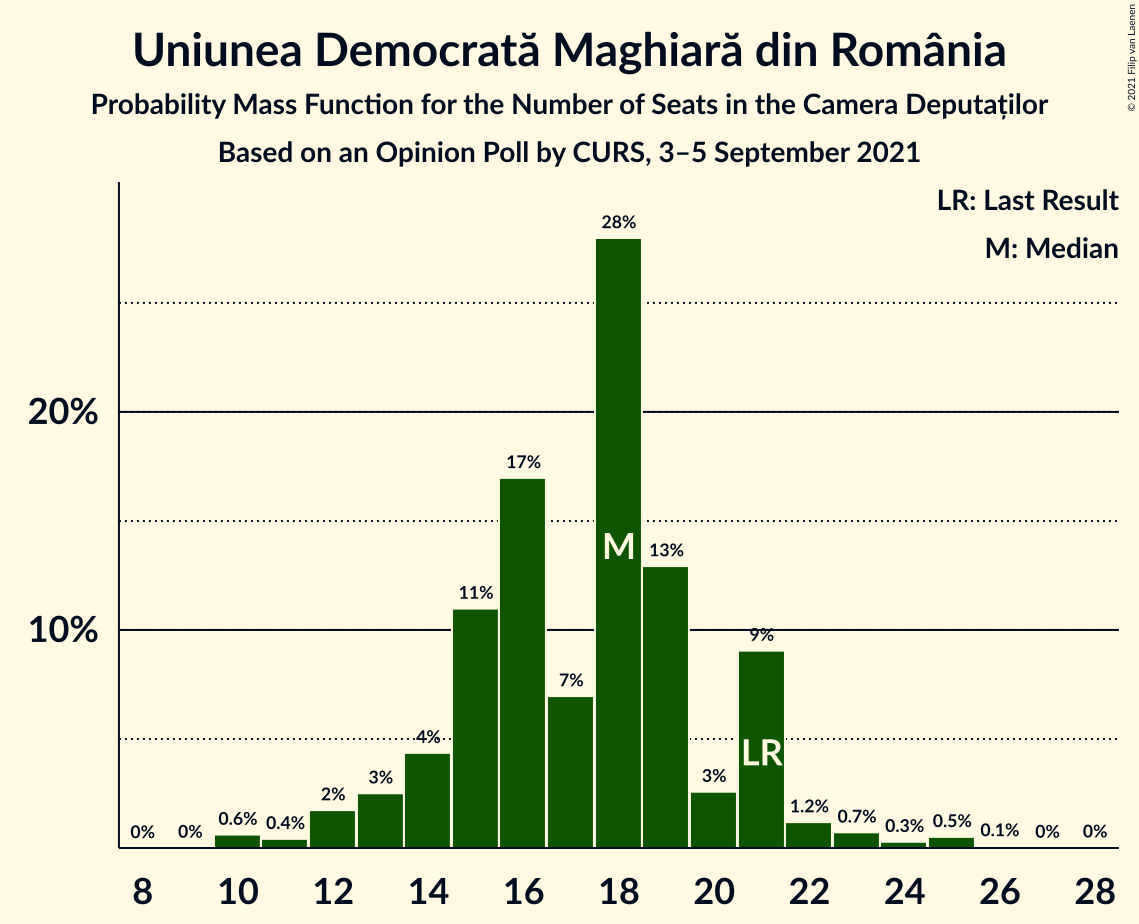 Uniunea Democrată Maghiară din România
Probability Mass Function for the Number of Seats in the Camera Deputaților
Based on an Opinion Poll by CURS, 3–5 September 2021
© 2021 Filip van Laenen
LR: Last Result
M: Median
20%
10%
0%
0%
0.6%
0.4%
2%
3%
4%
11%
17%
7%
28%
13%
3%
9%
1.2%
0.7%
0.3%
0.5%
0.1%
0%
0%
M
LR
8 10 12 14 16 18 20 22 24 26 28